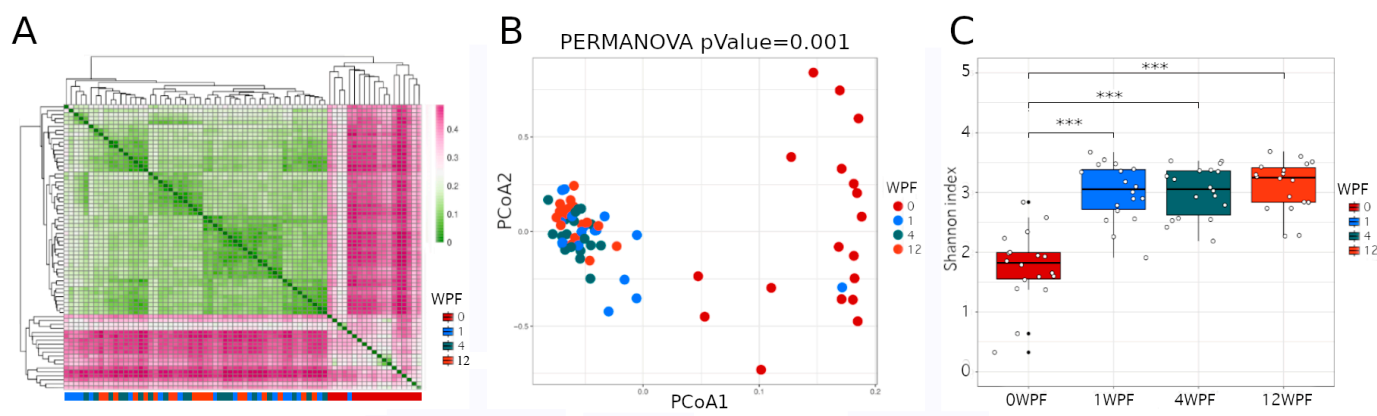 A
0.4
0.3
0.2
0.1
0
WPF
0
1
4
12
B
PERMANOVA pValue=0.001
PCoA2
0.5
0.0
−0.5
0.0
0.1
0.2
PCoA1
WPF
0
1
4
12
C
Shannon index
5
4
3
2
1
0
***
***
***
0WPF
1WPF
4WPF
12WPF
WPF
0
1
4
12